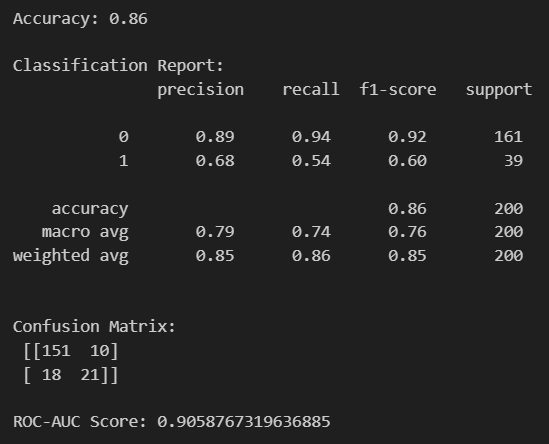 Accuracy: 0.86
Classification Report:
precision recall f1-score support
0 0.89 0.94 0.92 161
1 0.68 0.54 0.60 39
accuracy 0.86 200
macro avg 0.79 0.74 0.76 200
weighted avg 0.85 0.86 0.85 200
Confusion Matrix:
[[151 10]
[ 18 21]]
ROC-AUC Score: 0.9058767319636885